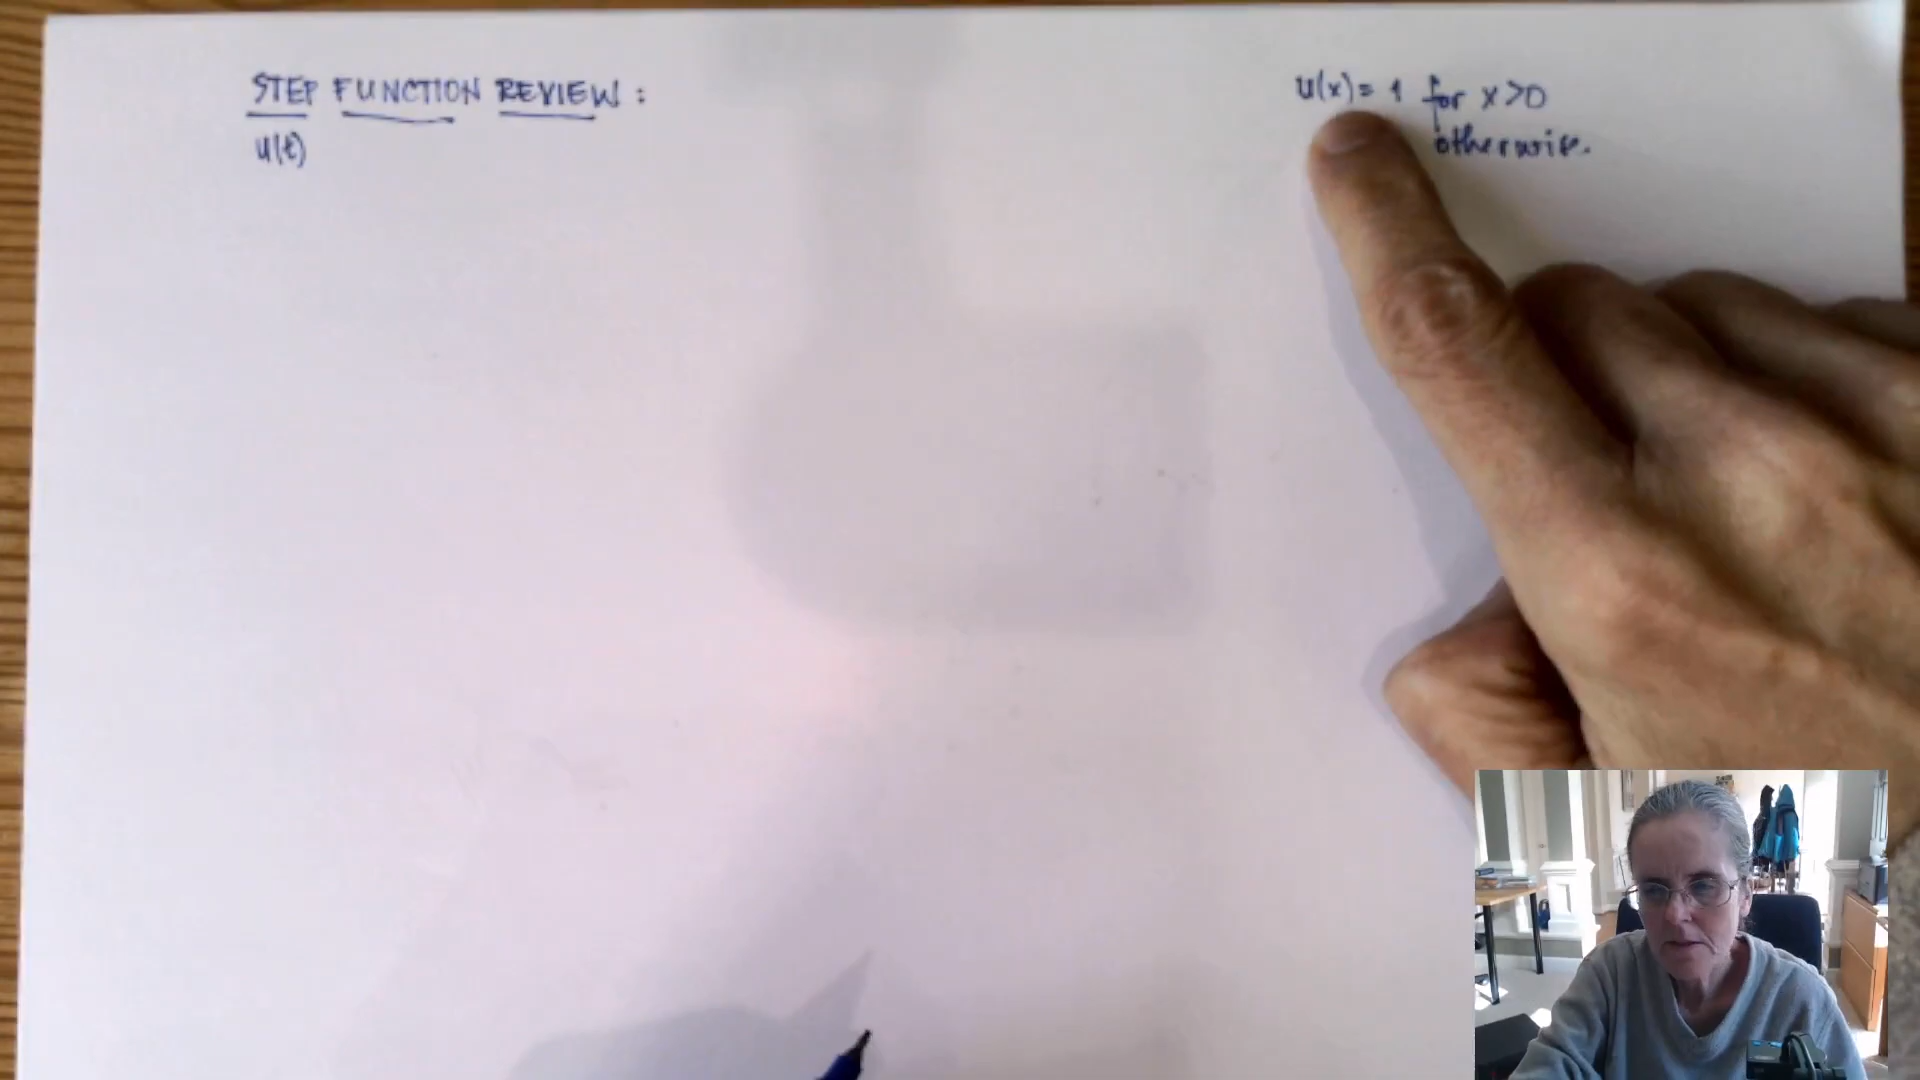 STEP FUNCTION REVIEW :
u(t)
u(x) = 1 for x>0
otherwise.